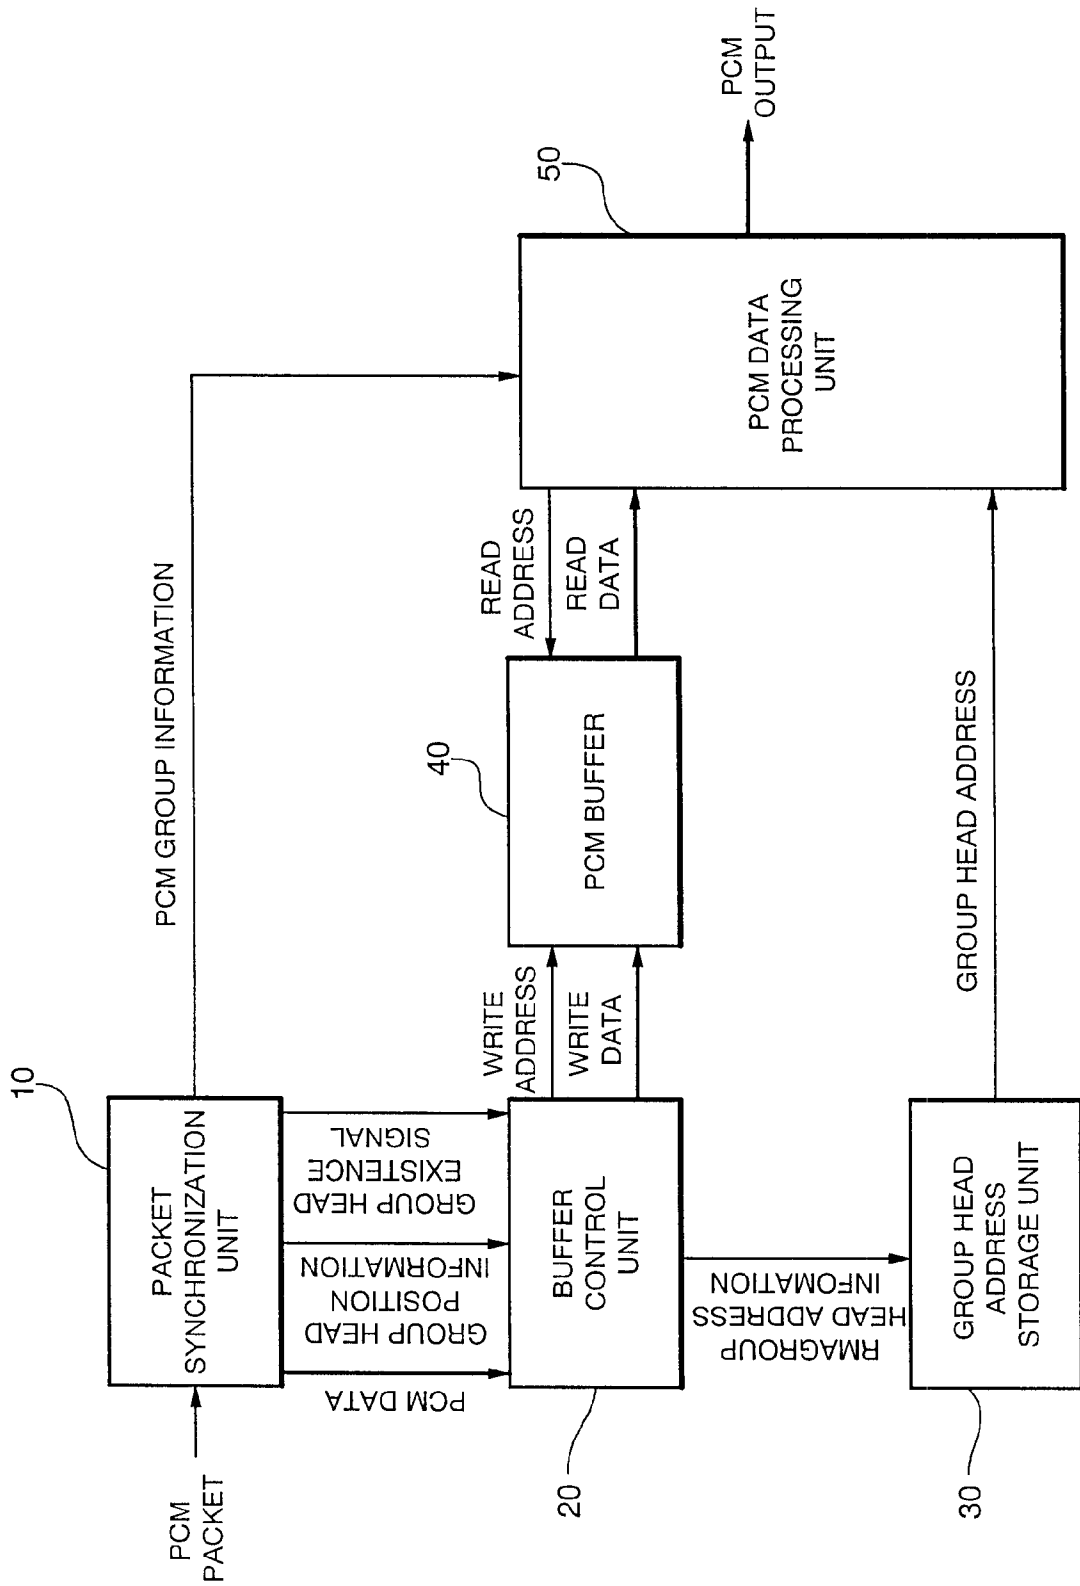 PCM
PACKET
10
PACKET
SYNCHRONIZATION
UNIT
PCM GROUP INFORMATION
PCM DATA
GROUP HEAD
POSITION
INFORMATION
GROUP HEAD
EXISTENCE
SIGNAL
20
BUFFER
CONTROL
UNIT
WRITE
ADDRESS
WRITE
DATA
40
PCM BUFFER
READ
ADDRESS
READ
DATA
50
PCM DATA
PROCESSING
UNIT
PCM
OUTPUT
RMAGROUP
HEAD ADDRESS
INFOMATION
30
GROUP HEAD
ADDRESS
STORAGE UNIT
GROUP HEAD ADDRESS